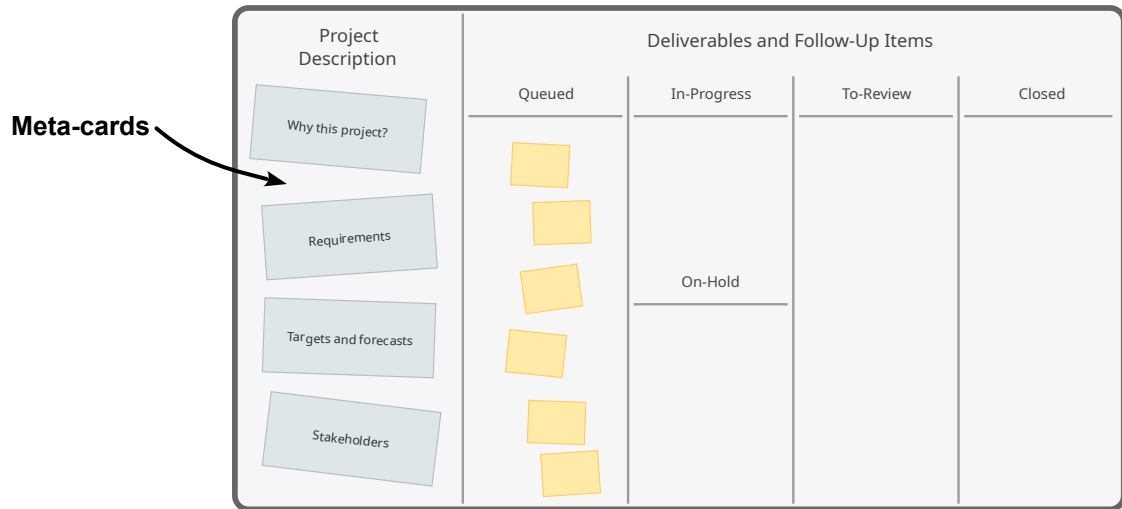 Project
Description
Deliverables and Follow-Up Items
Queued
In-Progress
To-Review
Closed
Meta-cards
Why this project?
Requirements
On-Hold
Targets and forecasts
Stakeholders